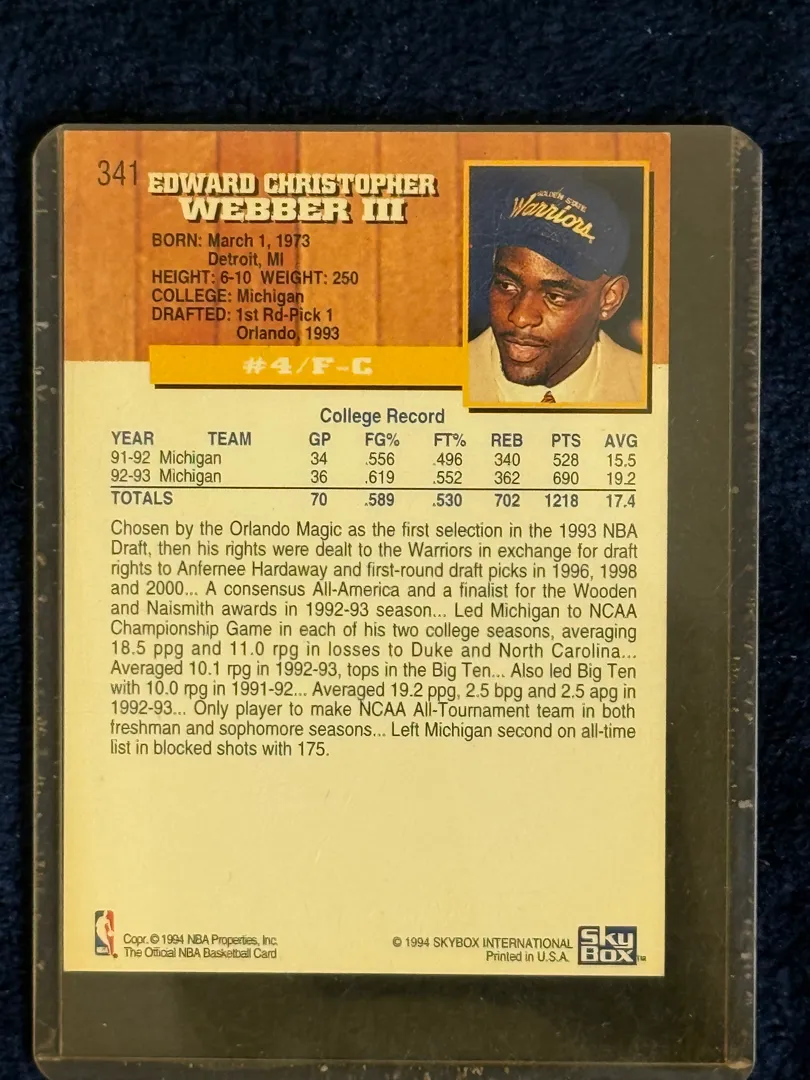 341
EDWARD CHRISTOPHER
WEBBER III
BORN: March 1, 1973
Detroit, MI
HEIGHT: 6-10 WEIGHT: 250
COLLEGE: Michigan
DRAFTED: 1st Rd-Pick 1
Orlando, 1993
#4/F-C
GOLDEN STATE
Warriors
College Record
YEAR TEAM GP FG% FT% REB PTS AVG
91-92 Michigan 34 .556 .496 340 528 15.5
92-93 Michigan 36 .619 .552 362 690 19.2
TOTALS 70 .589 .530 702 1218 17.4
Chosen by the Orlando Magic as the first selection in the 1993 NBA
Draft, then his rights were dealt to the Warriors in exchange for draft
rights to Anfernee Hardaway and first-round draft picks in 1996, 1998
and 2000... A consensus All-America and a finalist for the Wooden
and Naismith awards in 1992-93 season... Led Michigan to NCAA
Championship Game in each of his two college seasons, averaging
18.5 ppg and 11.0 rpg in losses to Duke and North Carolina...
Averaged 10.1 rpg in 1992-93, tops in the Big Ten... Also led Big Ten
with 10.0 rpg in 1991-92... Averaged 19.2 ppg, 2.5 bpg and 2.5 apg in
1992-93... Only player to make NCAA All-Tournament team in both
freshman and sophomore seasons... Left Michigan second on all-time
list in blocked shots with 175.
Copr. © 1994 NBA Properties, Inc.
The Official NBA Basketball Card
© 1994 SKYBOX INTERNATIONAL
Printed in U.S.A.
Sky
BOX™